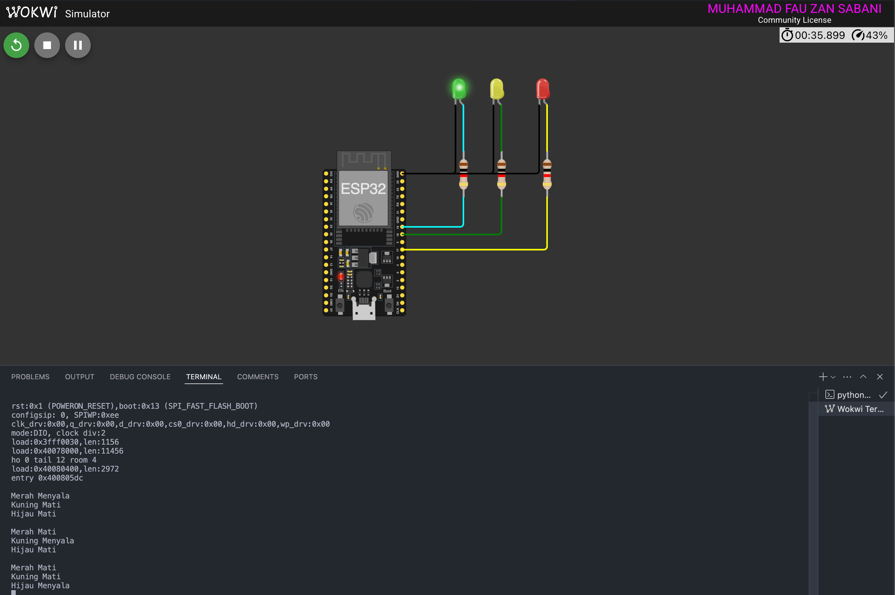 WOKWi Simulator
MUHAMMAD FAU ZAN SABANI
Community License
00:35.899 43%
ESP32
EN
Boot
PROBLEMS OUTPUT DEBUG CONSOLE TERMINAL COMMENTS PORTS
python...
Wokwi Ter...
rst:0x1 (POWERON_RESET),boot:0x13 (SPI_FAST_FLASH_BOOT)
configsip: 0, SPIWP:0xee
clk_drv:0x00,q_drv:0x00,d_drv:0x00,cs0_drv:0x00,hd_drv:0x00,wp_drv:0x00
mode:DIO, clock div:2
load:0x3fff0030,len:1156
load:0x40078000,len:11456
ho 0 tail 12 room 4
load:0x40080400,len:2972
entry 0x400805dc
Merah Menyala
Kuning Mati
Hijau Mati
Merah Mati
Kuning Menyala
Hijau Mati
Merah Mati
Kuning Mati
Hijau Menyala